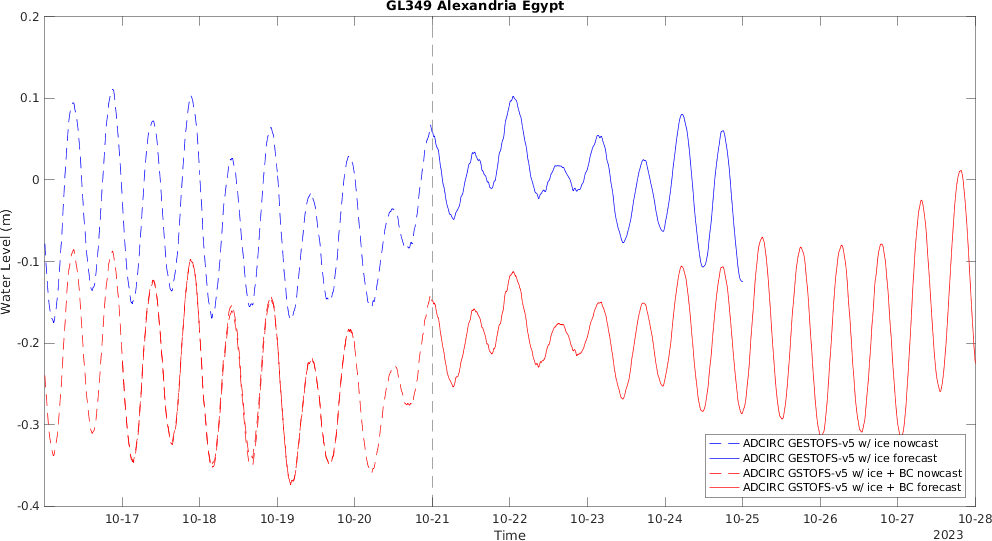 GL349 Alexandria Egypt
0.2
0.1
0
-0.1
-0.2
-0.3
-0.4
Water Level (m)
ADCIRC GESTOFS-v5 w/ ice nowcast
ADCIRC GESTOFS-v5 w/ ice forecast
ADCIRC GSTOFS-v5 w/ ice + BC nowcast
ADCIRC GSTOFS-v5 w/ ice + BC forecast
10-17 10-18 10-19 10-20 10-21 10-22 10-23 10-24 10-25 10-26 10-27 10-28
Time
2023